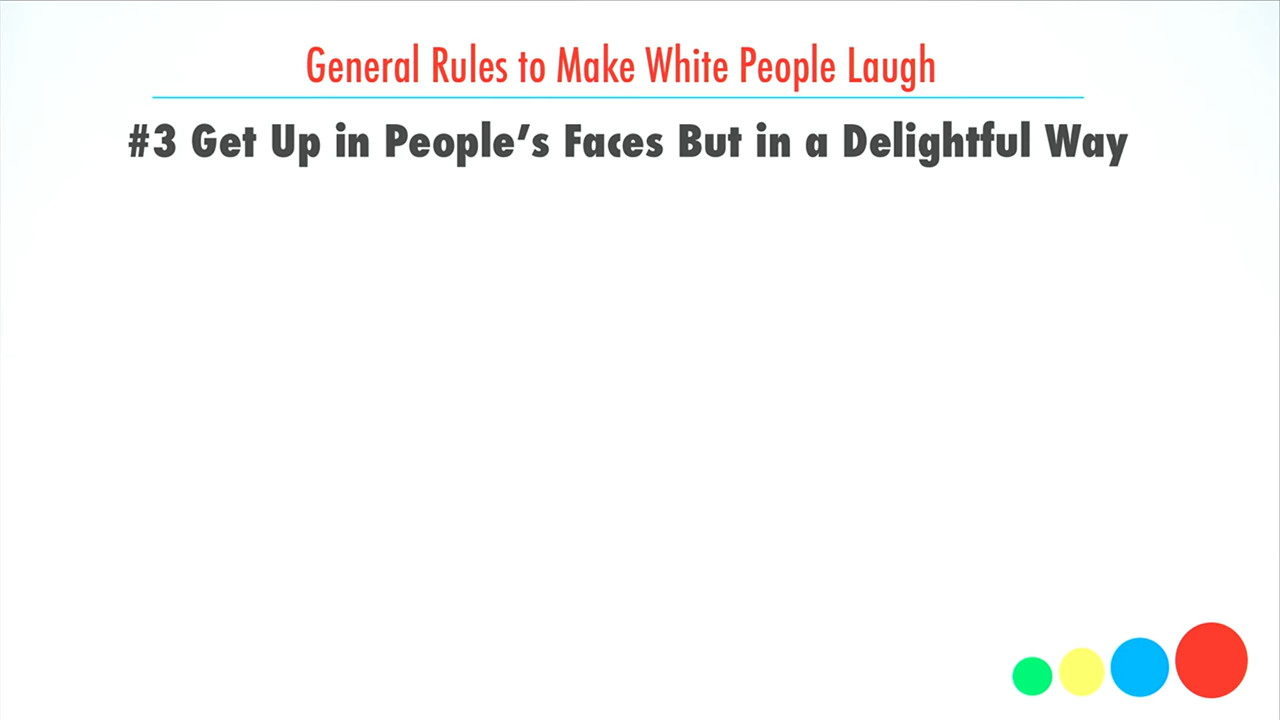 General Rules to Make White People Laugh
#3 Get Up in People’s Faces But in a Delightful Way